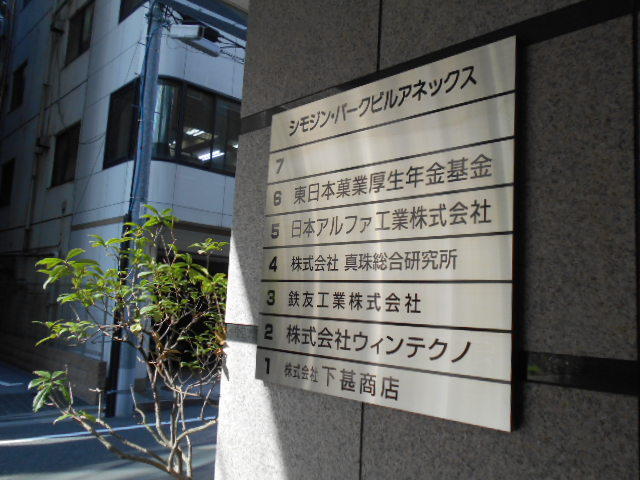 シモジン・パークビルアネックス
7
6 東日本菓業厚生年金基金
5 日本アルファ工業株式会社
4 株式会社 真珠総合研究所
3 鉄友工業株式会社
2 株式会社ウィンテクノ
1 株式会社 下甚商店